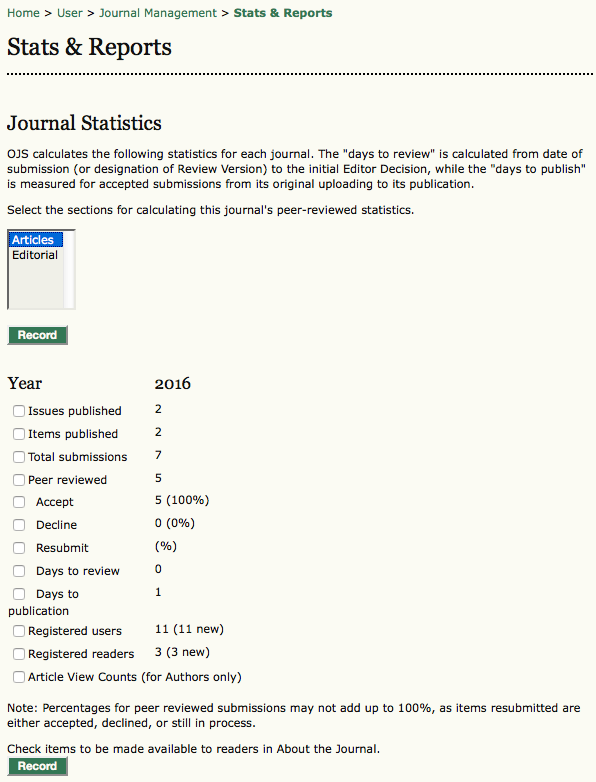 Home > User > Journal Management > Stats & Reports
Stats & Reports
Journal Statistics
OJS calculates the following statistics for each journal. The "days to review" is calculated from date of
submission (or designation of Review Version) to the initial Editor Decision, while the "days to publish"
is measured for accepted submissions from its original uploading to its publication.
Select the sections for calculating this journal's peer-reviewed statistics.
Articles
Editorial
Record
Year 2016
Issues published 2
Items published 2
Total submissions 7
Peer reviewed 5
Accept 5 (100%)
Decline 0 (0%)
Resubmit (%)
Days to review 0
Days to 1
publication
Registered users 11 (11 new)
Registered readers 3 (3 new)
Article View Counts (for Authors only)
Note: Percentages for peer reviewed submissions may not add up to 100%, as items resubmitted are
either accepted, declined, or still in process.
Check items to be made available to readers in About the Journal.
Record